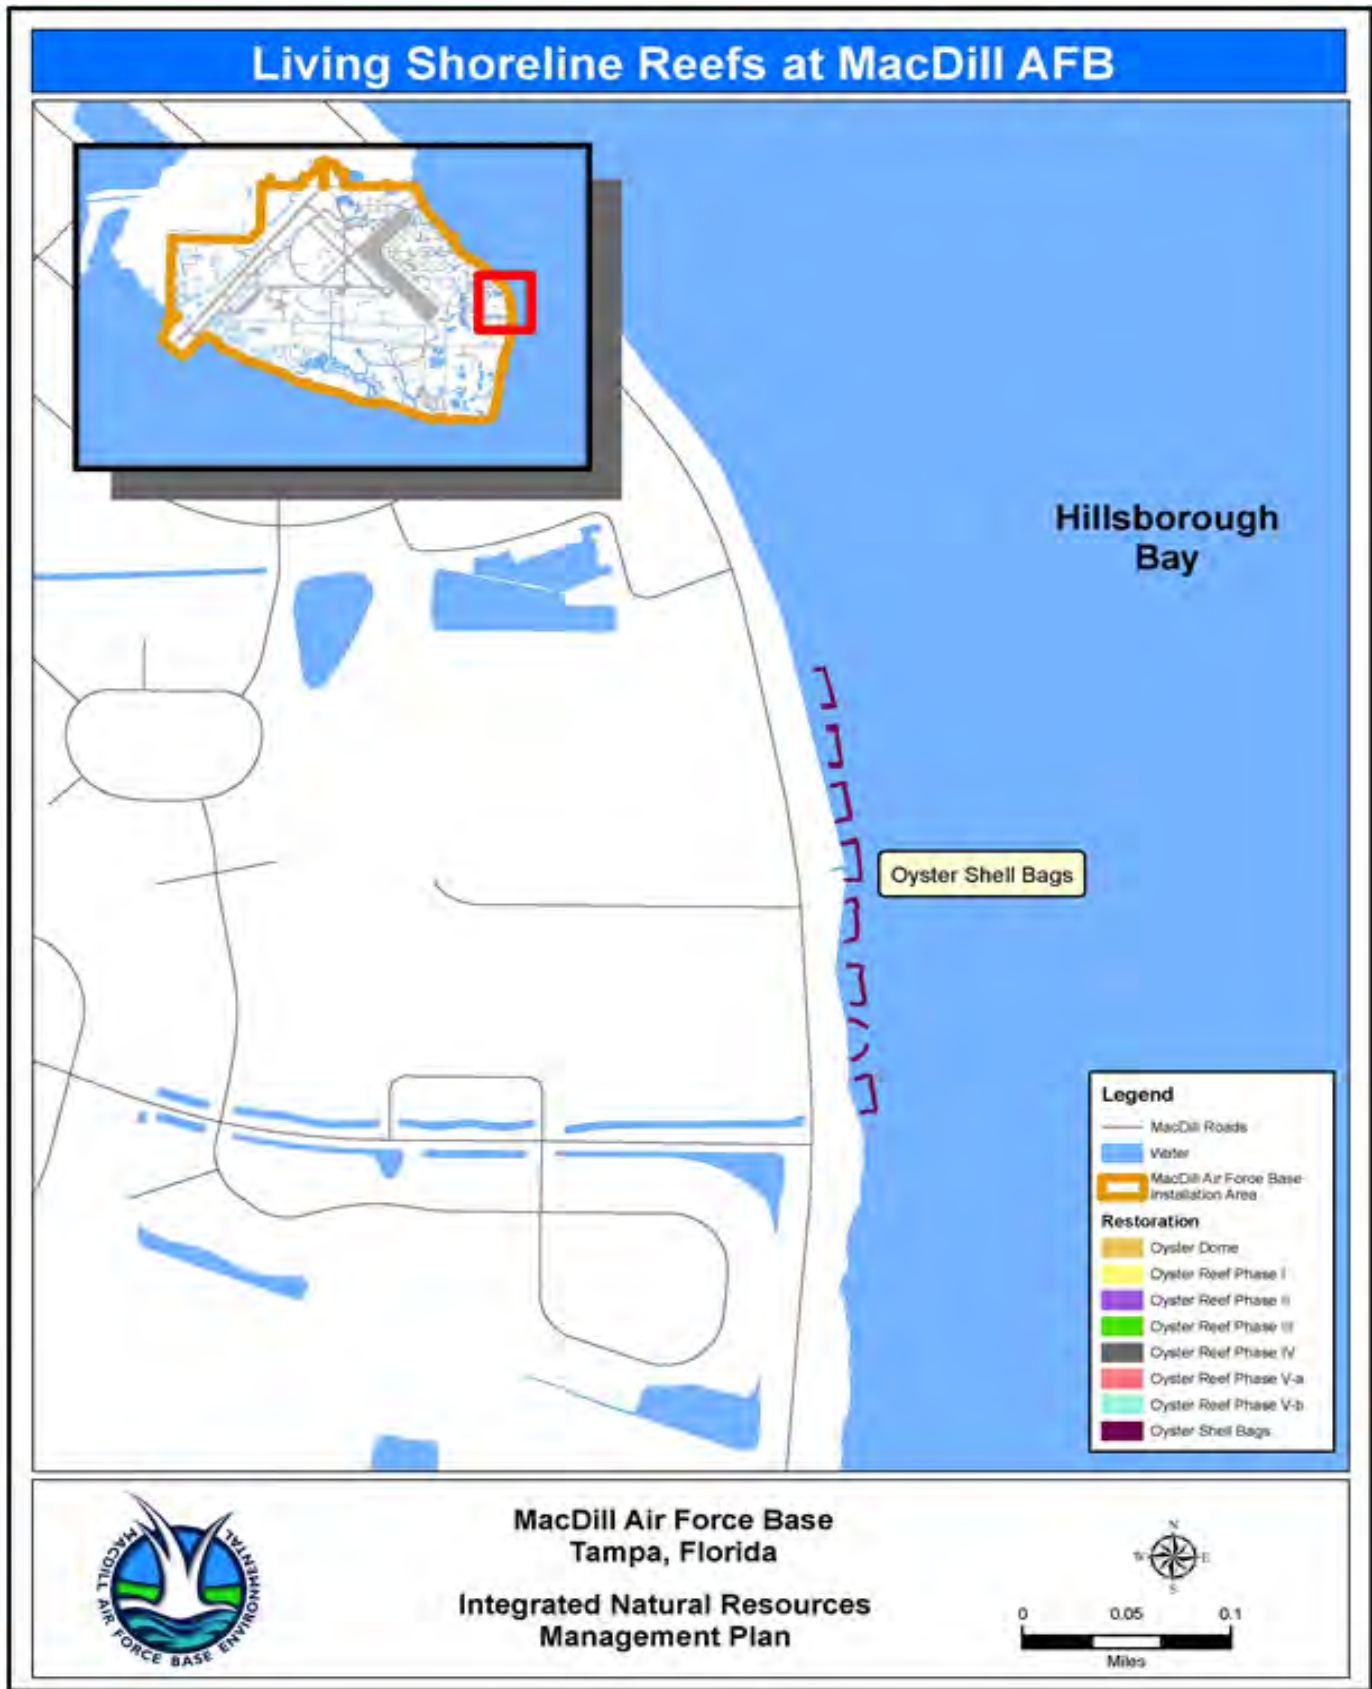 Living Shoreline Reefs at MacDill AFB
Hillsborough
Bay
Oyster Shell Bags
Legend
MacDill Roads
Water
MacDill Air Force Base
Installation Area
Restoration
Oyster Dome
Oyster Reef Phase I
Oyster Reef Phase II
Oyster Reef Phase III
Oyster Reef Phase IV
Oyster Reef Phase V-a
Oyster Reef Phase V-b
Oyster Shell Bags
MACDILL AIR FORCE BASE ENVIRONMENTAL
MacDill Air Force Base
Tampa, Florida
Integrated Natural Resources
Management Plan
N
W E
S
0 0.05 0.1
Miles